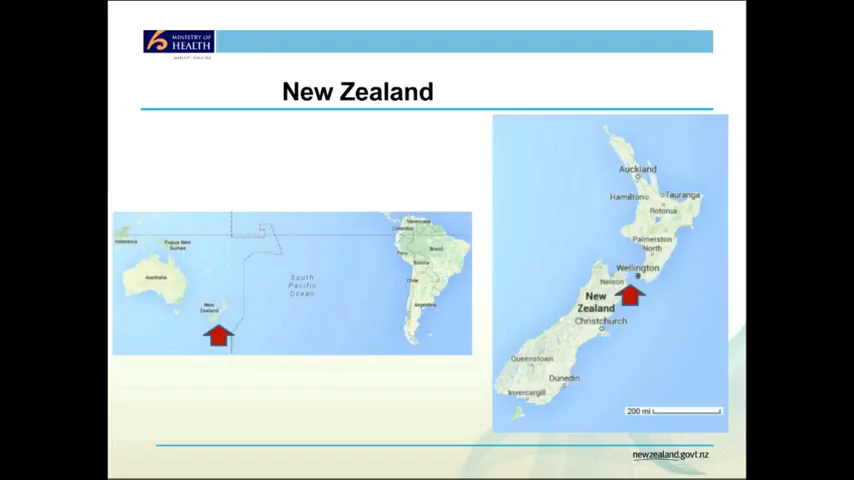 MINISTRY OF
HEALTH
MANATŪ HAUORA
New Zealand
Indonesia
Papua New
Guinea
Australia
New
Zealand
South
Pacific
Ocean
Venezuela
Colombia
Brazil
Peru
Bolivia
Chile
Argentina
Auckland
Hamilton
Tauranga
Rotorua
Palmerston
North
Wellington
Nelson
New
Zealand
Christchurch
Queenstown
Dunedin
Invercargill
200 mi
newzealand.govt.nz